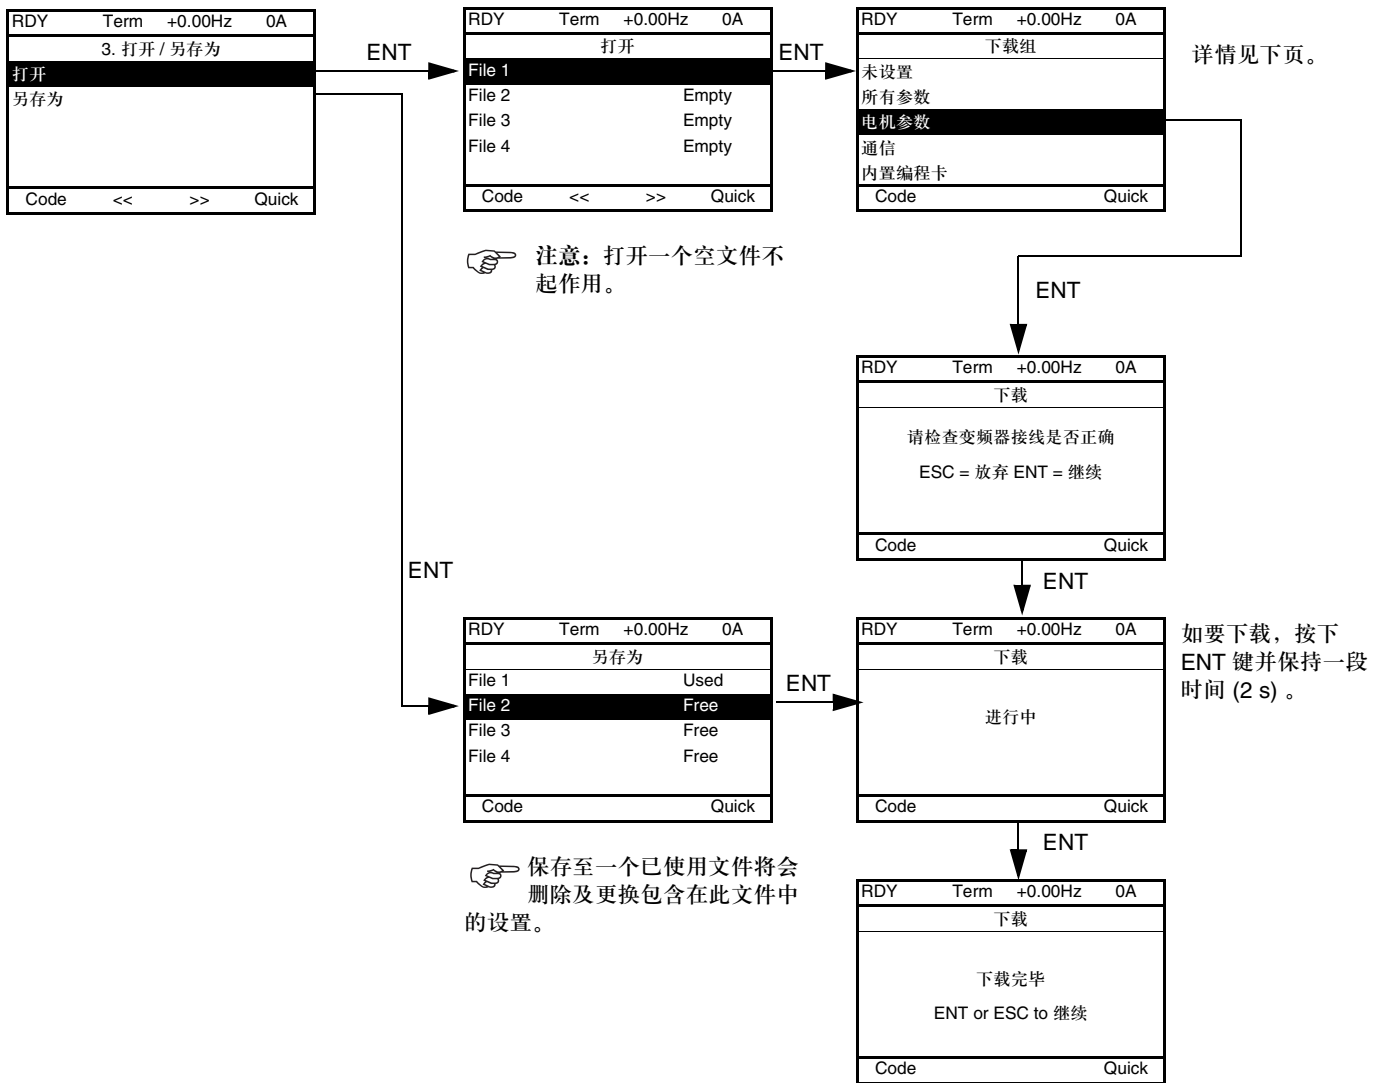 RDY Term +0.00Hz 0A
3. 打开 / 另存为
打开
另存为
Code << >> Quick
ENT
RDY Term +0.00Hz 0A
打开
File 1
File 2 Empty
File 3 Empty
File 4 Empty
Code << >> Quick
ENT
RDY Term +0.00Hz 0A
下载组
未设置
所有参数
电机参数
通信
内置编程卡
Code Quick
详情见下页。
注意：打开一个空文件不
起作用。
ENT
RDY Term +0.00Hz 0A
下载
请检查变频器接线是否正确
ESC = 放弃 ENT = 继续
Code Quick
ENT
ENT
RDY Term +0.00Hz 0A
另存为
File 1 Used
File 2 Free
File 3 Free
File 4 Free
Code Quick
ENT
RDY Term +0.00Hz 0A
下载
进行中
Code Quick
如要下载，按下
ENT 键并保持一段
时间 (2 s) 。
保存至一个已使用文件将会
删除及更换包含在此文件中
的设置。
ENT
RDY Term +0.00Hz 0A
下载
下载完毕
ENT or ESC to 继续
Code Quick